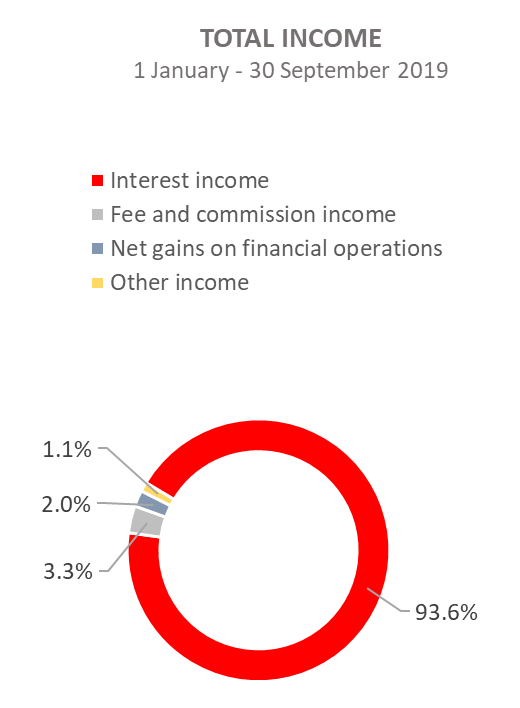 TOTAL INCOME
1 January - 30 September 2019
Interest income
Fee and commission income
Net gains on financial operations
Other income
1.1%
2.0%
3.3%
93.6%